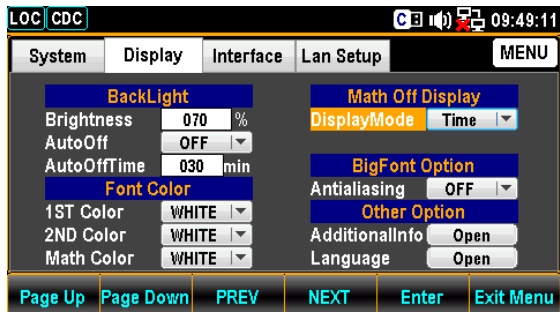 LOC CDC C 09:49:11
System Display Interface Lan Setup MENU
BackLight
Brightness 070 %
AutoOff OFF
AutoOffTime 030 min
Font Color
1ST Color WHITE
2ND Color WHITE
Math Color WHITE
Math Off Display
DisplayMode Time
BigFont Option
Antialiasing OFF
Other Option
AdditionalInfo Open
Language Open
Page Up Page Down PREV NEXT Enter Exit Menu